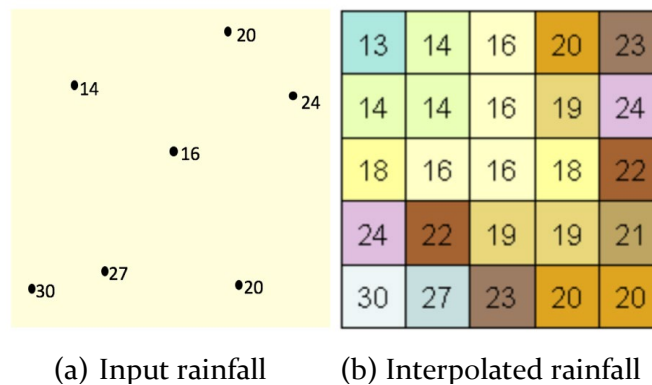 20
14
24
16
27
30
20
13 14 16 20 23
14 14 16 19 24
18 16 16 18 22
24 22 19 19 21
30 27 23 20 20
(a) Input rainfall
(b) Interpolated rainfall